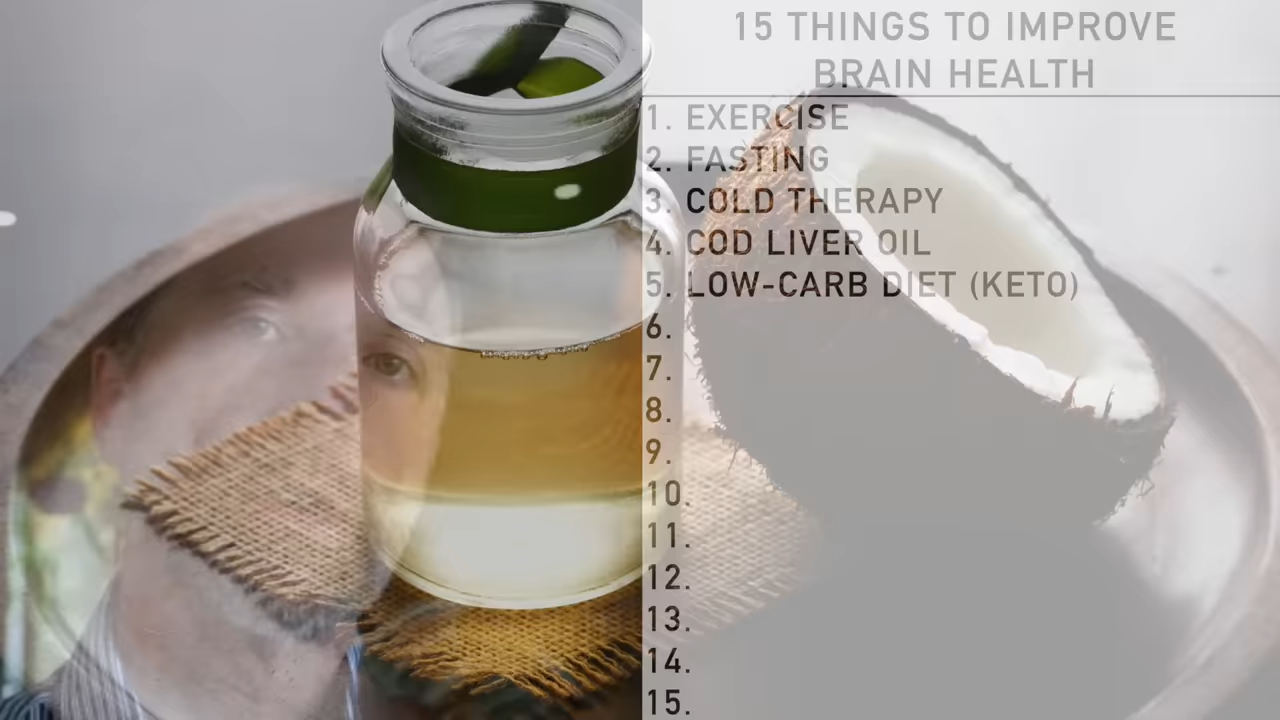 15 THINGS TO IMPROVE
BRAIN HEALTH
1. EXERCISE
2. FASTING
3. COLD THERAPY
4. COD LIVER OIL
5. LOW-CARB DIET (KETO)
6.
7.
8.
9.
10.
11.
12.
13.
14.
15.